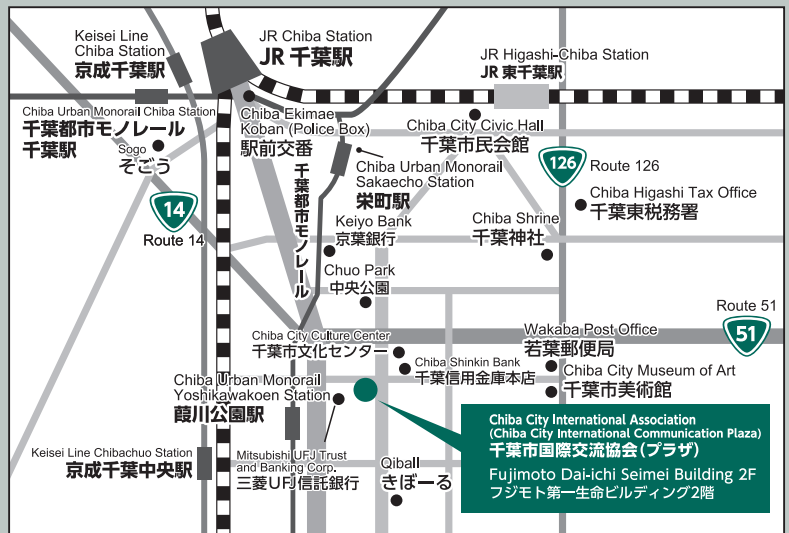 Keisei Line
Chiba Station
京成千葉駅
JR Chiba Station
JR 千葉駅
JR Higashi-Chiba Station
JR 東千葉駅
Chiba Urban Monorail Chiba Station
千葉都市モノレール
千葉駅
Sogo
そごう
Chiba Ekimae
Koban (Police Box)
駅前交番
Chiba City Civic Hall
千葉市民会館
126
Route 126
Chiba Urban Monorail
Sakaecho Station
栄町駅
千葉都市モノレール
Chiba Higashi Tax Office
千葉東税務署
14
Route 14
Keiyo Bank
京葉銀行
Chiba Shrine
千葉神社
Chuo Park
中央公園
Route 51
51
Chiba City Culture Center
千葉市文化センター
Wakaba Post Office
若葉郵便局
Chiba Shinkin Bank
千葉信用金庫本店
Chiba City Museum of Art
千葉市美術館
Chiba Urban Monorail
Yoshikawakoen Station
葭川公園駅
Chiba City International Association
(Chiba City International Communication Plaza)
千葉市国際交流協会(プラザ)
Fujimoto Dai-ichi Seimei Building 2F
フジモト第一生命ビルディング2階
Keisei Line Chibachuo Station
京成千葉中央駅
Mitsubishi UFJ Trust
and Banking Corp.
三菱UFJ信託銀行
Qiball
きぼーる